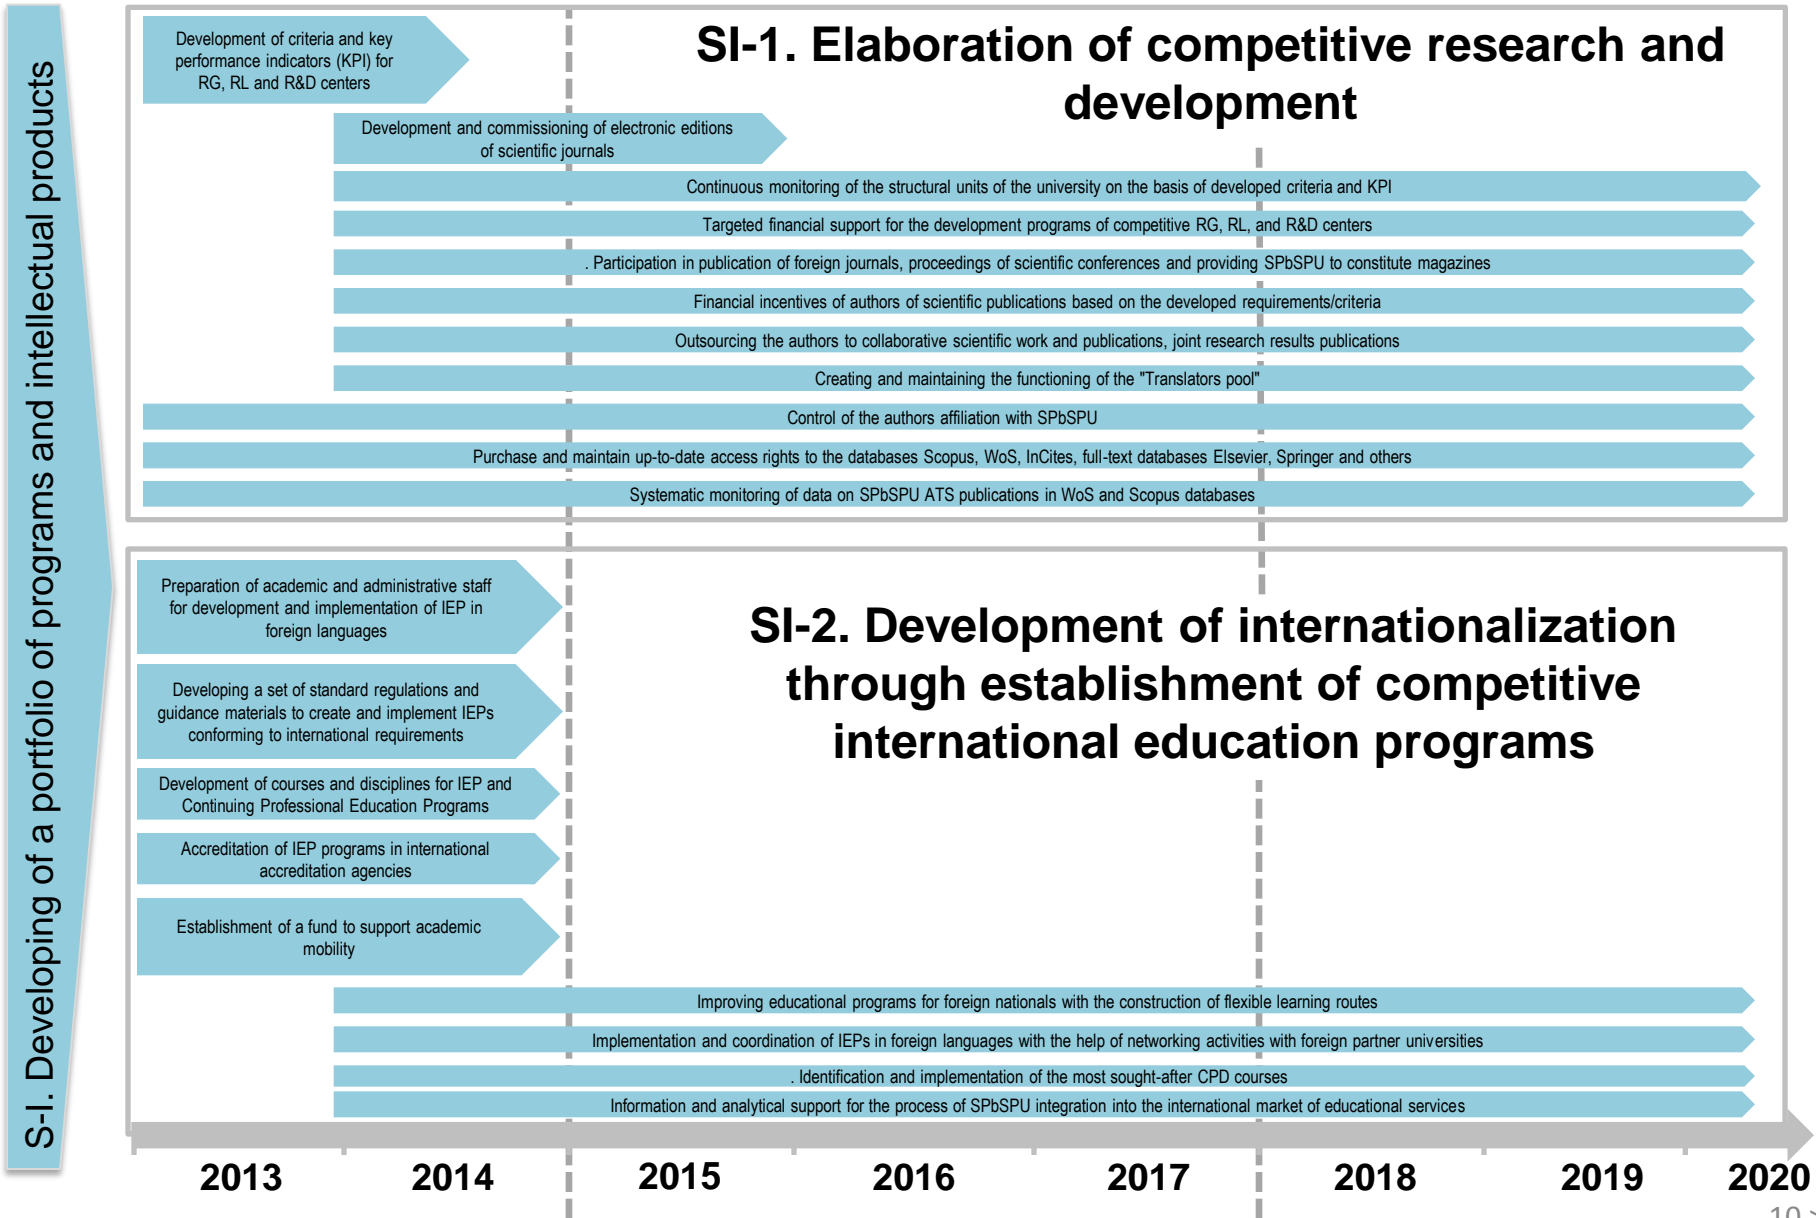 S-I. Developing of a portfolio of programs and intellectual products
Development of criteria and key
performance indicators (KPI) for
RG, RL and R&D centers
SI-1. Elaboration of competitive research and
development
Development and commissioning of electronic editions
of scientific journals
Continuous monitoring of the structural units of the university on the basis of developed criteria and KPI
Targeted financial support for the development programs of competitive RG, RL, and R&D centers
. Participation in publication of foreign journals, proceedings of scientific conferences and providing SPbSPU to constitute magazines
Financial incentives of authors of scientific publications based on the developed requirements/criteria
Outsourcing the authors to collaborative scientific work and publications, joint research results publications
Creating and maintaining the functioning of the "Translators pool"
Control of the authors affiliation with SPbSPU
Purchase and maintain up-to-date access rights to the databases Scopus, WoS, InCites, full-text databases Elsevier, Springer and others
Systematic monitoring of data on SPbSPU ATS publications in WoS and Scopus databases
Preparation of academic and administrative staff
for development and implementation of IEP in
foreign languages
SI-2. Development of internationalization
through establishment of competitive
international education programs
Developing a set of standard regulations and
guidance materials to create and implement IEPs
conforming to international requirements
Development of courses and disciplines for IEP and
Continuing Professional Education Programs
Accreditation of IEP programs in international
accreditation agencies
Establishment of a fund to support academic
mobility
Improving educational programs for foreign nationals with the construction of flexible learning routes
Implementation and coordination of IEPs in foreign languages with the help of networking activities with foreign partner universities
. Identification and implementation of the most sought-after CPD courses
Information and analytical support for the process of SPbSPU integration into the international market of educational services
2013 2014 2015 2016 2017 2018 2019 2020
10